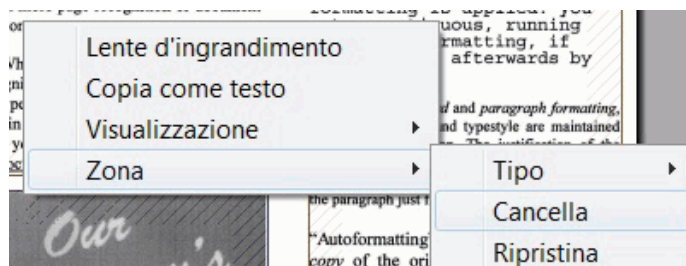 formatting is applied: you
uous, running
rmatting, if
afterwards by
Lente d'ingrandimento
Copia come testo
Visualizzazione
Zona
and paragraph formatting,
nd typestyle are maintained
Tipo
Cancella
Ripristina
the paragraph just
Our
"Autoformatting
copy of the ori